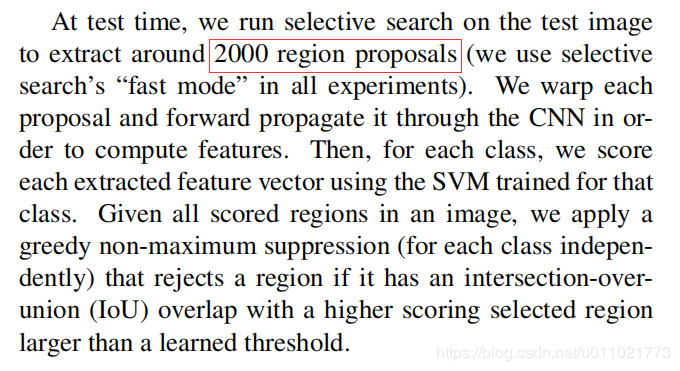 At test time, we run selective search on the test image
to extract around 2000 region proposals (we use selective
search's “fast mode” in all experiments). We warp each
proposal and forward propagate it through the CNN in or-
der to compute features. Then, for each class, we score
each extracted feature vector using the SVM trained for that
class. Given all scored regions in an image, we apply a
greedy non-maximum suppression (for each class indepen-
dently) that rejects a region if it has an intersection-over-
union (IoU) overlap with a higher scoring selected region
larger than a learned threshold.
https://blog.csdn.net/u011021773